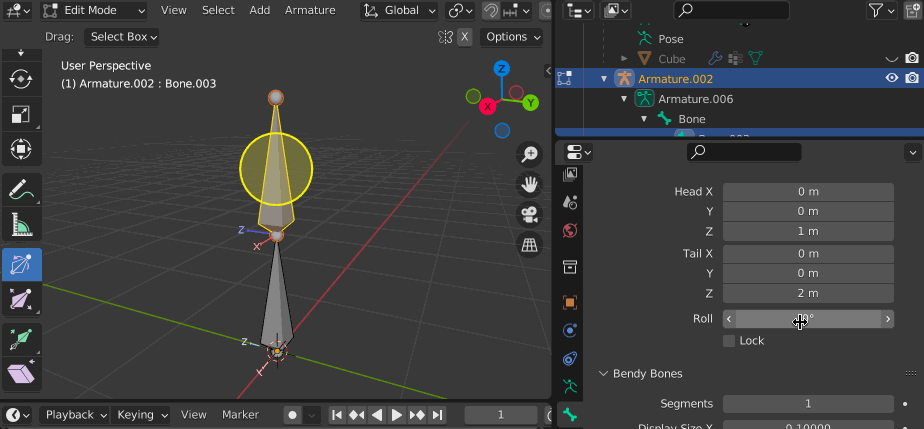 Edit Mode View Select Add Armature Global
Drag: Select Box X Options
User Perspective
(1) Armature.002 : Bone.003
Z
Y
X
Z
X
Z
Playback Keying View Marker 1
Pose
Cube
Armature.002
Armature.006
Bone
Head X 0 m
Y 0 m
Z 1 m
Tail X 0 m
Y 0 m
Z 2 m
Roll
Lock
Bendy Bones
Segments 1
Display Size X 0.10000